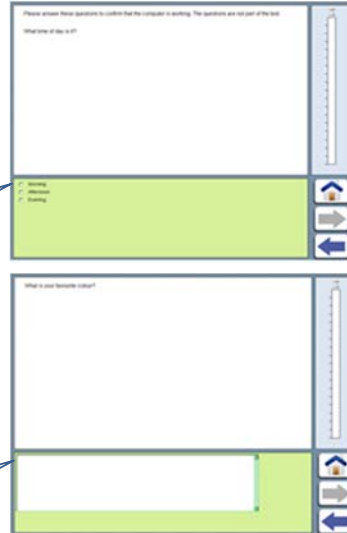 Please answer these questions to confirm that the computer is working. The questions are not part of the test.
What time of day is it?
Morning
Afternoon
Evening
What is your favourite colour?